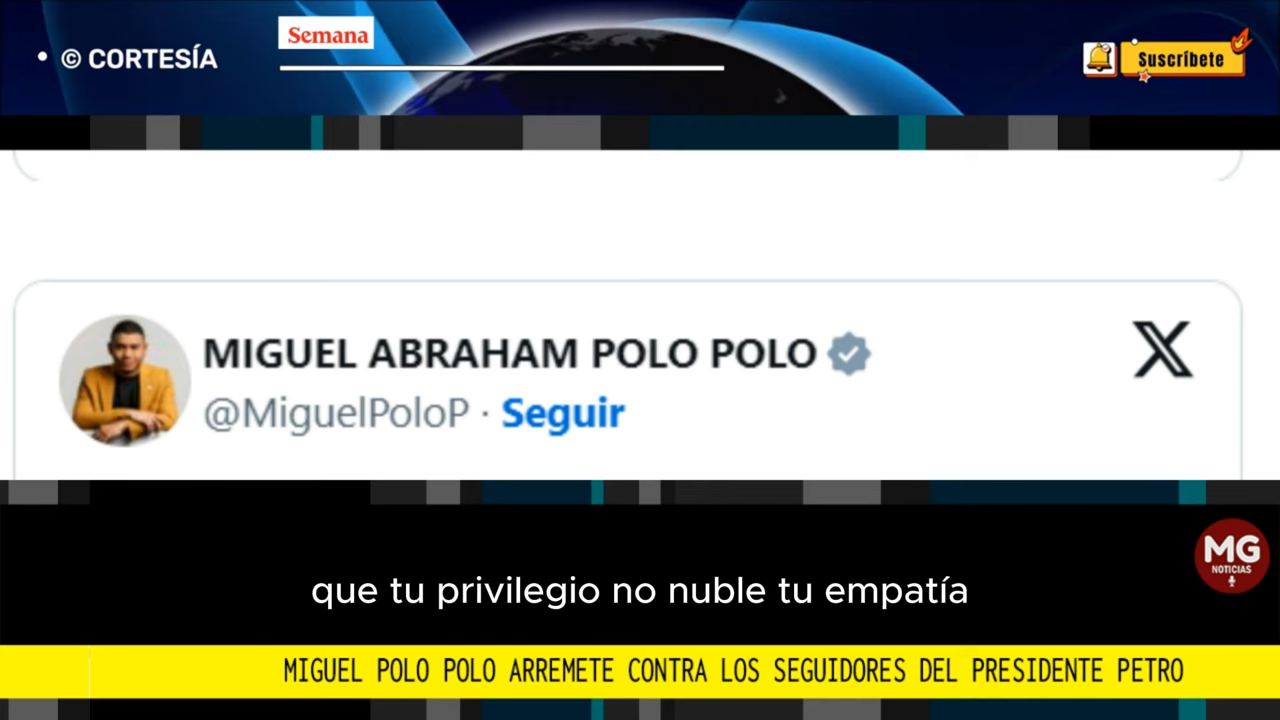 • © CORTESÍA
Semana
Suscríbete
MIGUEL ABRAHAM POLO POLO
@MiguelPoloP · Seguir
MG
NOTICIAS
que tu privilegio no nuble tu empatía
MIGUEL POLO POLO ARREMETE CONTRA LOS SEGUIDORES DEL PRESIDENTE PETRO